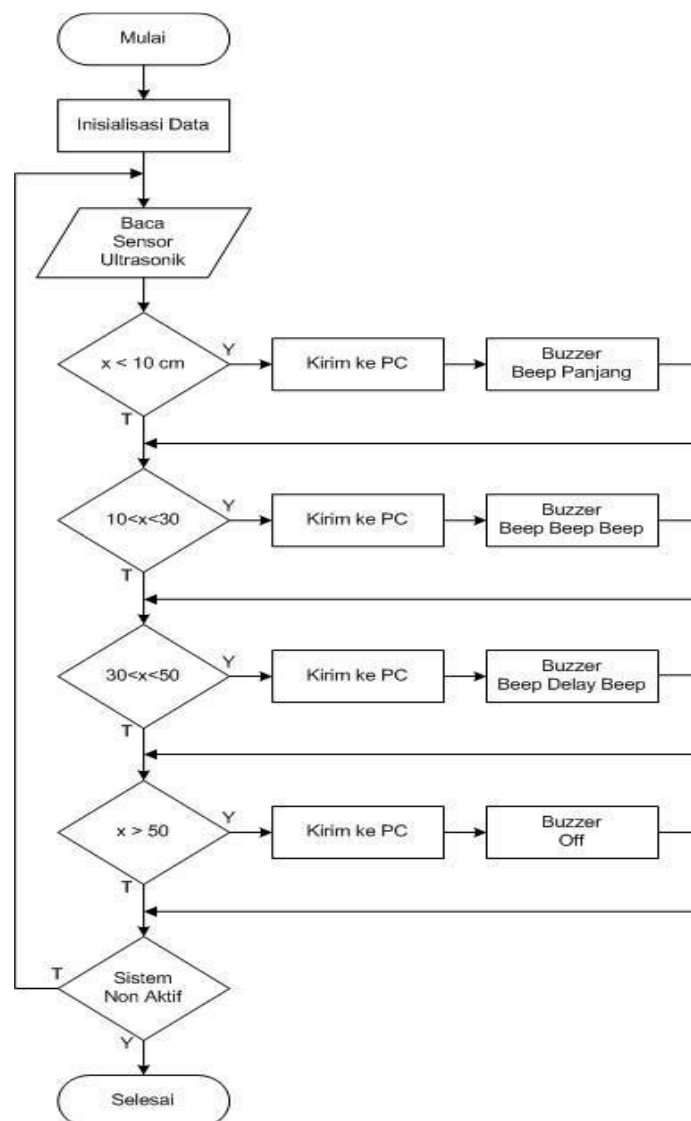 Mulai
Inisialisasi Data
Baca
Sensor
Ultrasonik
x < 10 cm
Y
Kirim ke PC
Buzzer
Beep Panjang
T
10<x<30
Y
Kirim ke PC
Buzzer
Beep Beep Beep
T
30<x<50
Y
Kirim ke PC
Buzzer
Beep Delay Beep
T
x > 50
Y
Kirim ke PC
Buzzer
Off
T
Sistem
Non Aktif
T
Y
Selesai